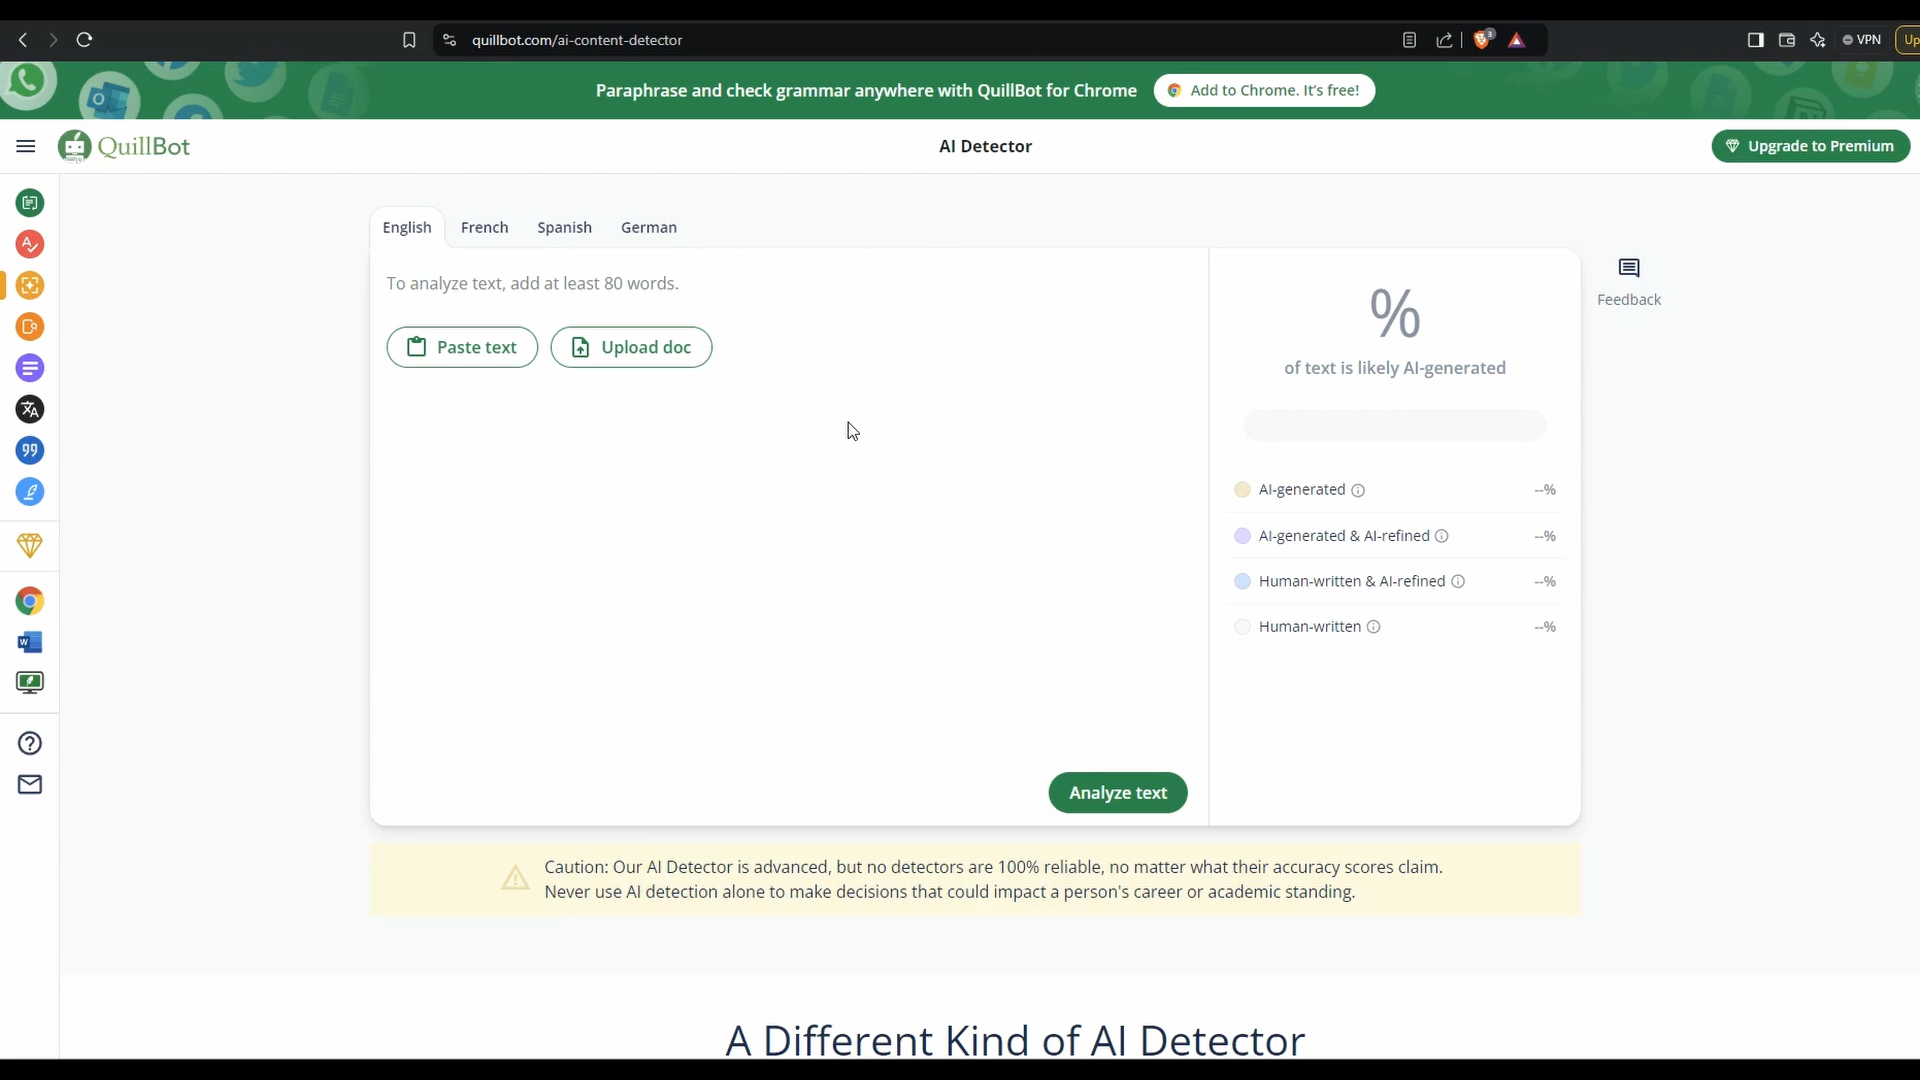 quillbot.com/ai-content-detector
3
VPN
Up
Paraphrase and check grammar anywhere with QuillBot for Chrome
Add to Chrome. It's free!
QuillBot
AI Detector
Upgrade to Premium
English
French
Spanish
German
To analyze text, add at least 80 words.
Paste text
Upload doc
%
of text is likely AI-generated
Feedback
AI-generated
--%
AI-generated & AI-refined
--%
Human-written & AI-refined
--%
Human-written
--%
Analyze text
Caution: Our AI Detector is advanced, but no detectors are 100% reliable, no matter what their accuracy scores claim.
Never use AI detection alone to make decisions that could impact a person's career or academic standing.
A Different Kind of AI Detector